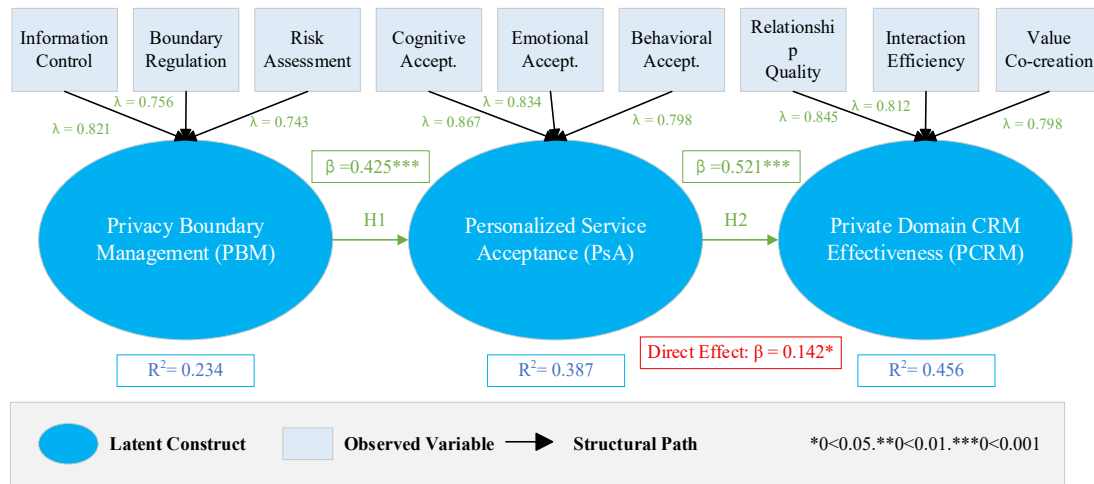 Information
Control
Boundary
Regulation
Risk
Assessment
Cognitive
Accept.
Emotional
Accept.
Behavioral
Accept.
Relationshi
p
Quality
Interaction
Efficiency
Value
Co-creation
λ = 0.821
λ = 0.756
λ = 0.743
λ = 0.867
λ = 0.834
λ = 0.798
λ = 0.845
λ = 0.812
λ = 0.798
β =0.425***
β =0.521***
Privacy Boundary
Management (PBM)
H1
Personalized Service
Acceptance (PsA)
H2
Private Domain CRM
Effectiveness (PCRM)
Direct Effect: β = 0.142*
R²= 0.234
R²= 0.387
R²= 0.456
Latent Construct
Observed Variable
Structural Path
*0<0.05.**0<0.01.***0<0.001